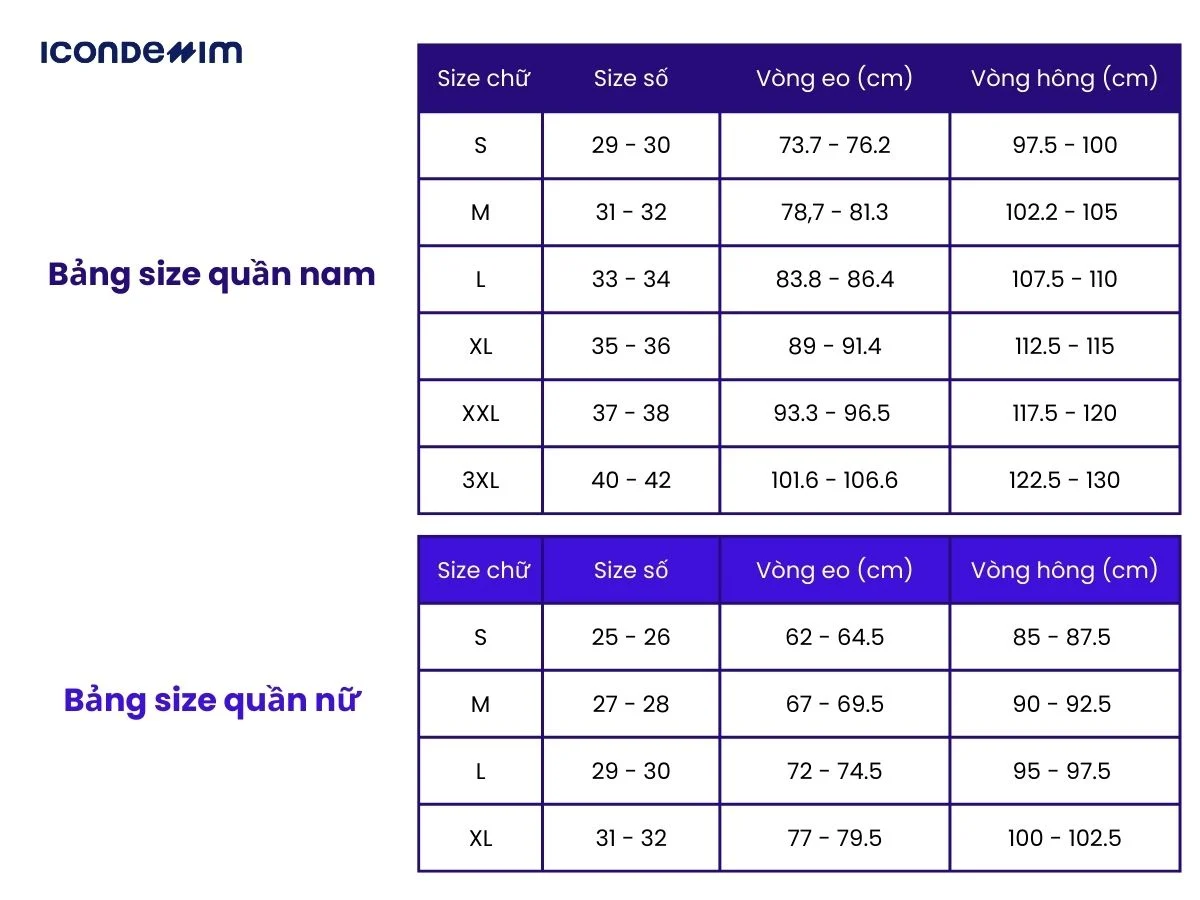 ICONDENIM
Size chữ Size số Vòng eo (cm) Vòng hông (cm)
S 29 - 30 73.7 - 76.2 97.5 - 100
M 31 - 32 78,7 - 81.3 102.2 - 105
Bảng size quần nam
L 33 - 34 83.8 - 86.4 107.5 - 110
XL 35 - 36 89 - 91.4 112.5 - 115
XXL 37 - 38 93.3 - 96.5 117.5 - 120
3XL 40 - 42 101.6 - 106.6 122.5 - 130
Size chữ Size số Vòng eo (cm) Vòng hông (cm)
S 25 - 26 62 - 64.5 85 - 87.5
Bảng size quần nữ
M 27 - 28 67 - 69.5 90 - 92.5
L 29 - 30 72 - 74.5 95 - 97.5
XL 31 - 32 77 - 79.5 100 - 102.5